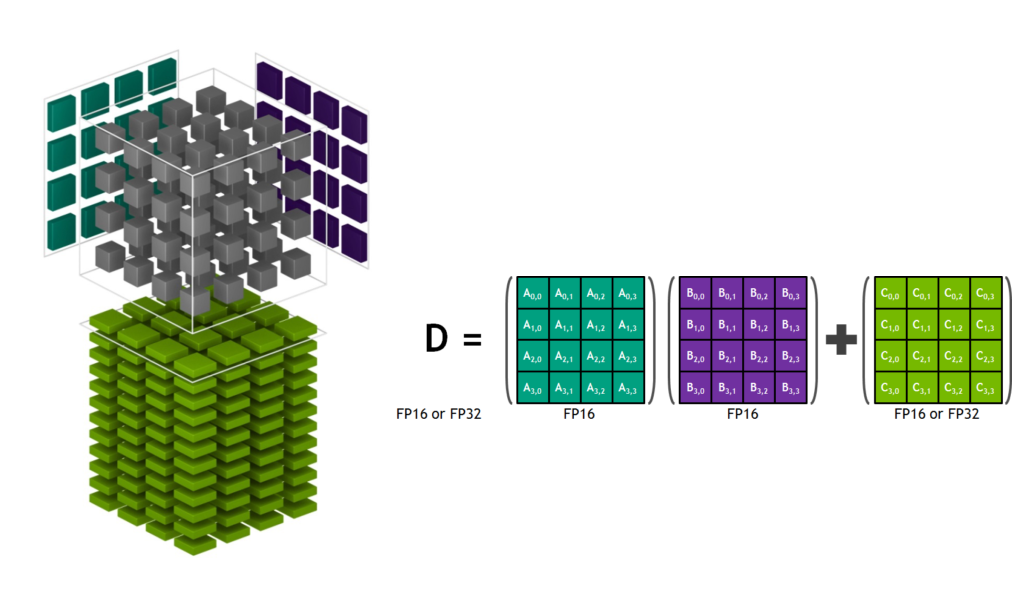 A0,0 A0,1 A0,2 A0,3 B0,0 B0,1 B0,2 B0,3 C0,0 C0,1 C0,2 C0,3
A1,0 A1,1 A1,2 A1,3 B1,0 B1,1 B1,2 B1,3 C1,0 C1,1 C1,2 C1,3
D =
A2,0 A2,1 A2,2 A2,3 B2,0 B2,1 B2,2 B2,3 C2,0 C2,1 C2,2 C2,3
A3,0 A3,1 A3,2 A3,3 B3,0 B3,1 B3,2 B3,3 C3,0 C3,1 C3,2 C3,3
FP16 or FP32 FP16 FP16 FP16 or FP32